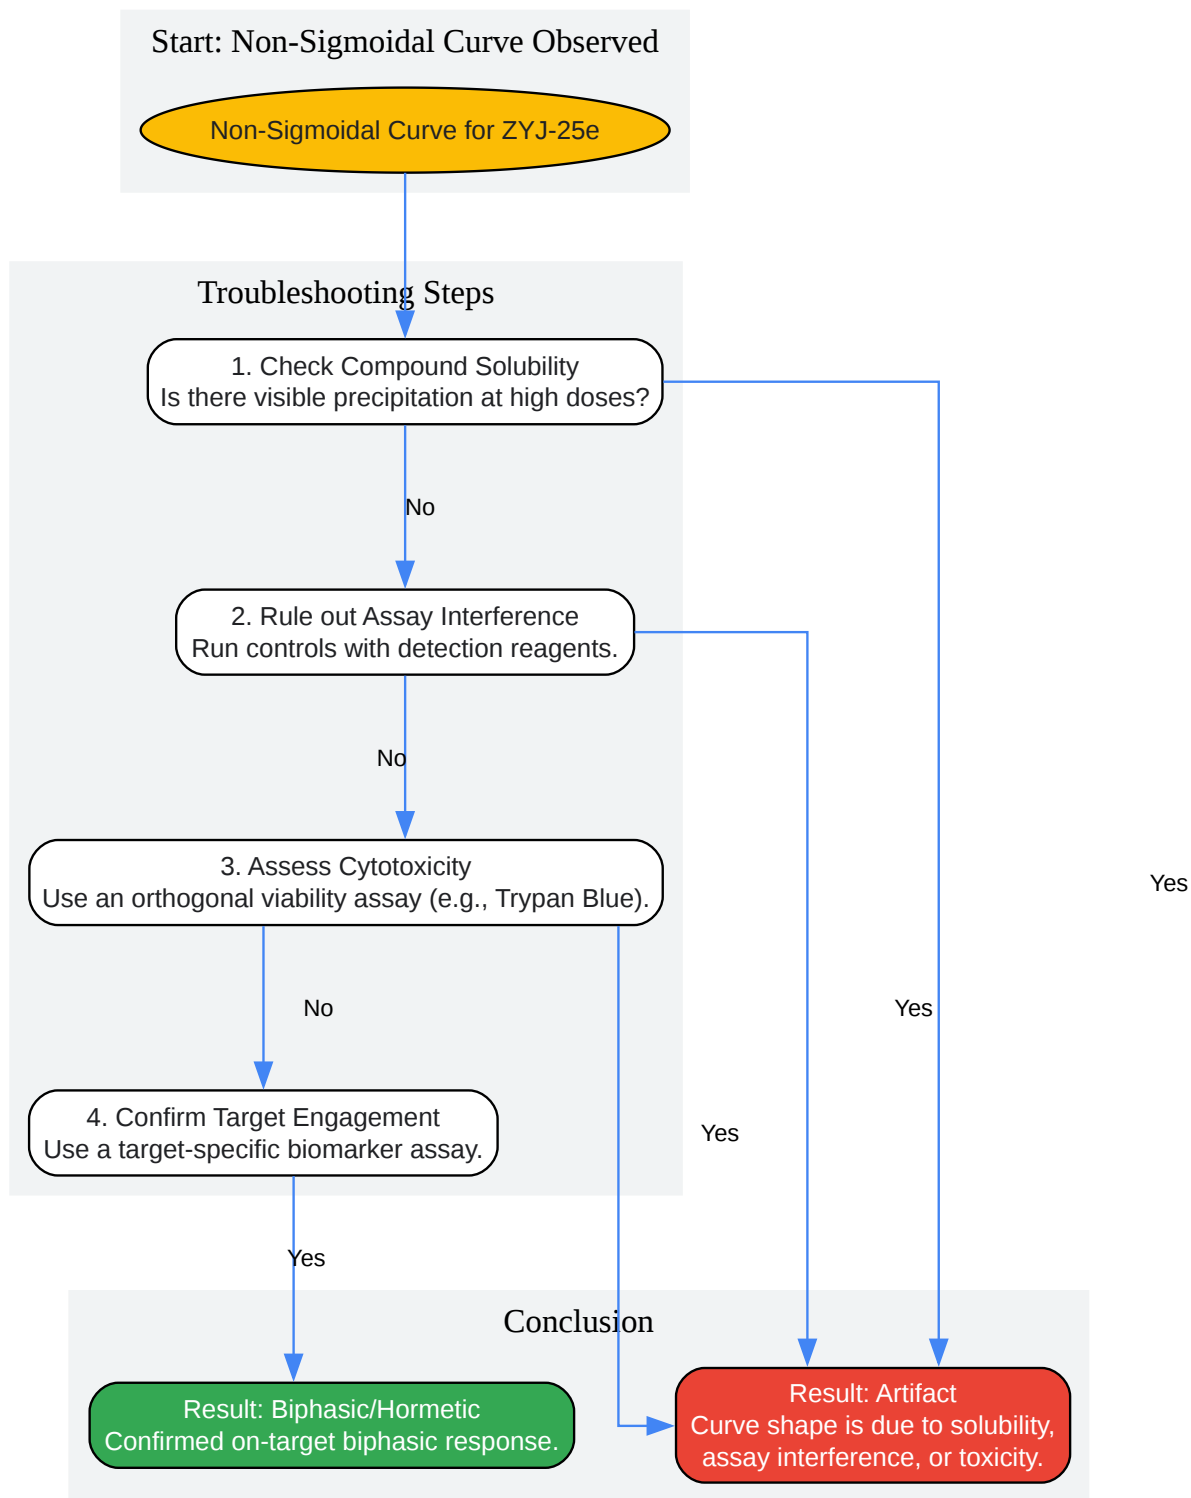 Start: Non-Sigmoidal Curve Observed
Non-Sigmoidal Curve for ZYJ-25e
Troubleshooting Steps
1. Check Compound Solubility
Is there visible precipitation at high doses?
No
2. Rule out Assay Interference
Run controls with detection reagents.
No
3. Assess Cytotoxicity
Use an orthogonal viability assay (e.g., Trypan Blue).
Yes
No
Yes
4. Confirm Target Engagement
Use a target-specific biomarker assay.
Yes
Yes
Conclusion
Result: Biphasic/Hormetic
Confirmed on-target biphasic response.
Result: Artifact
Curve shape is due to solubility,
assay interference, or toxicity.